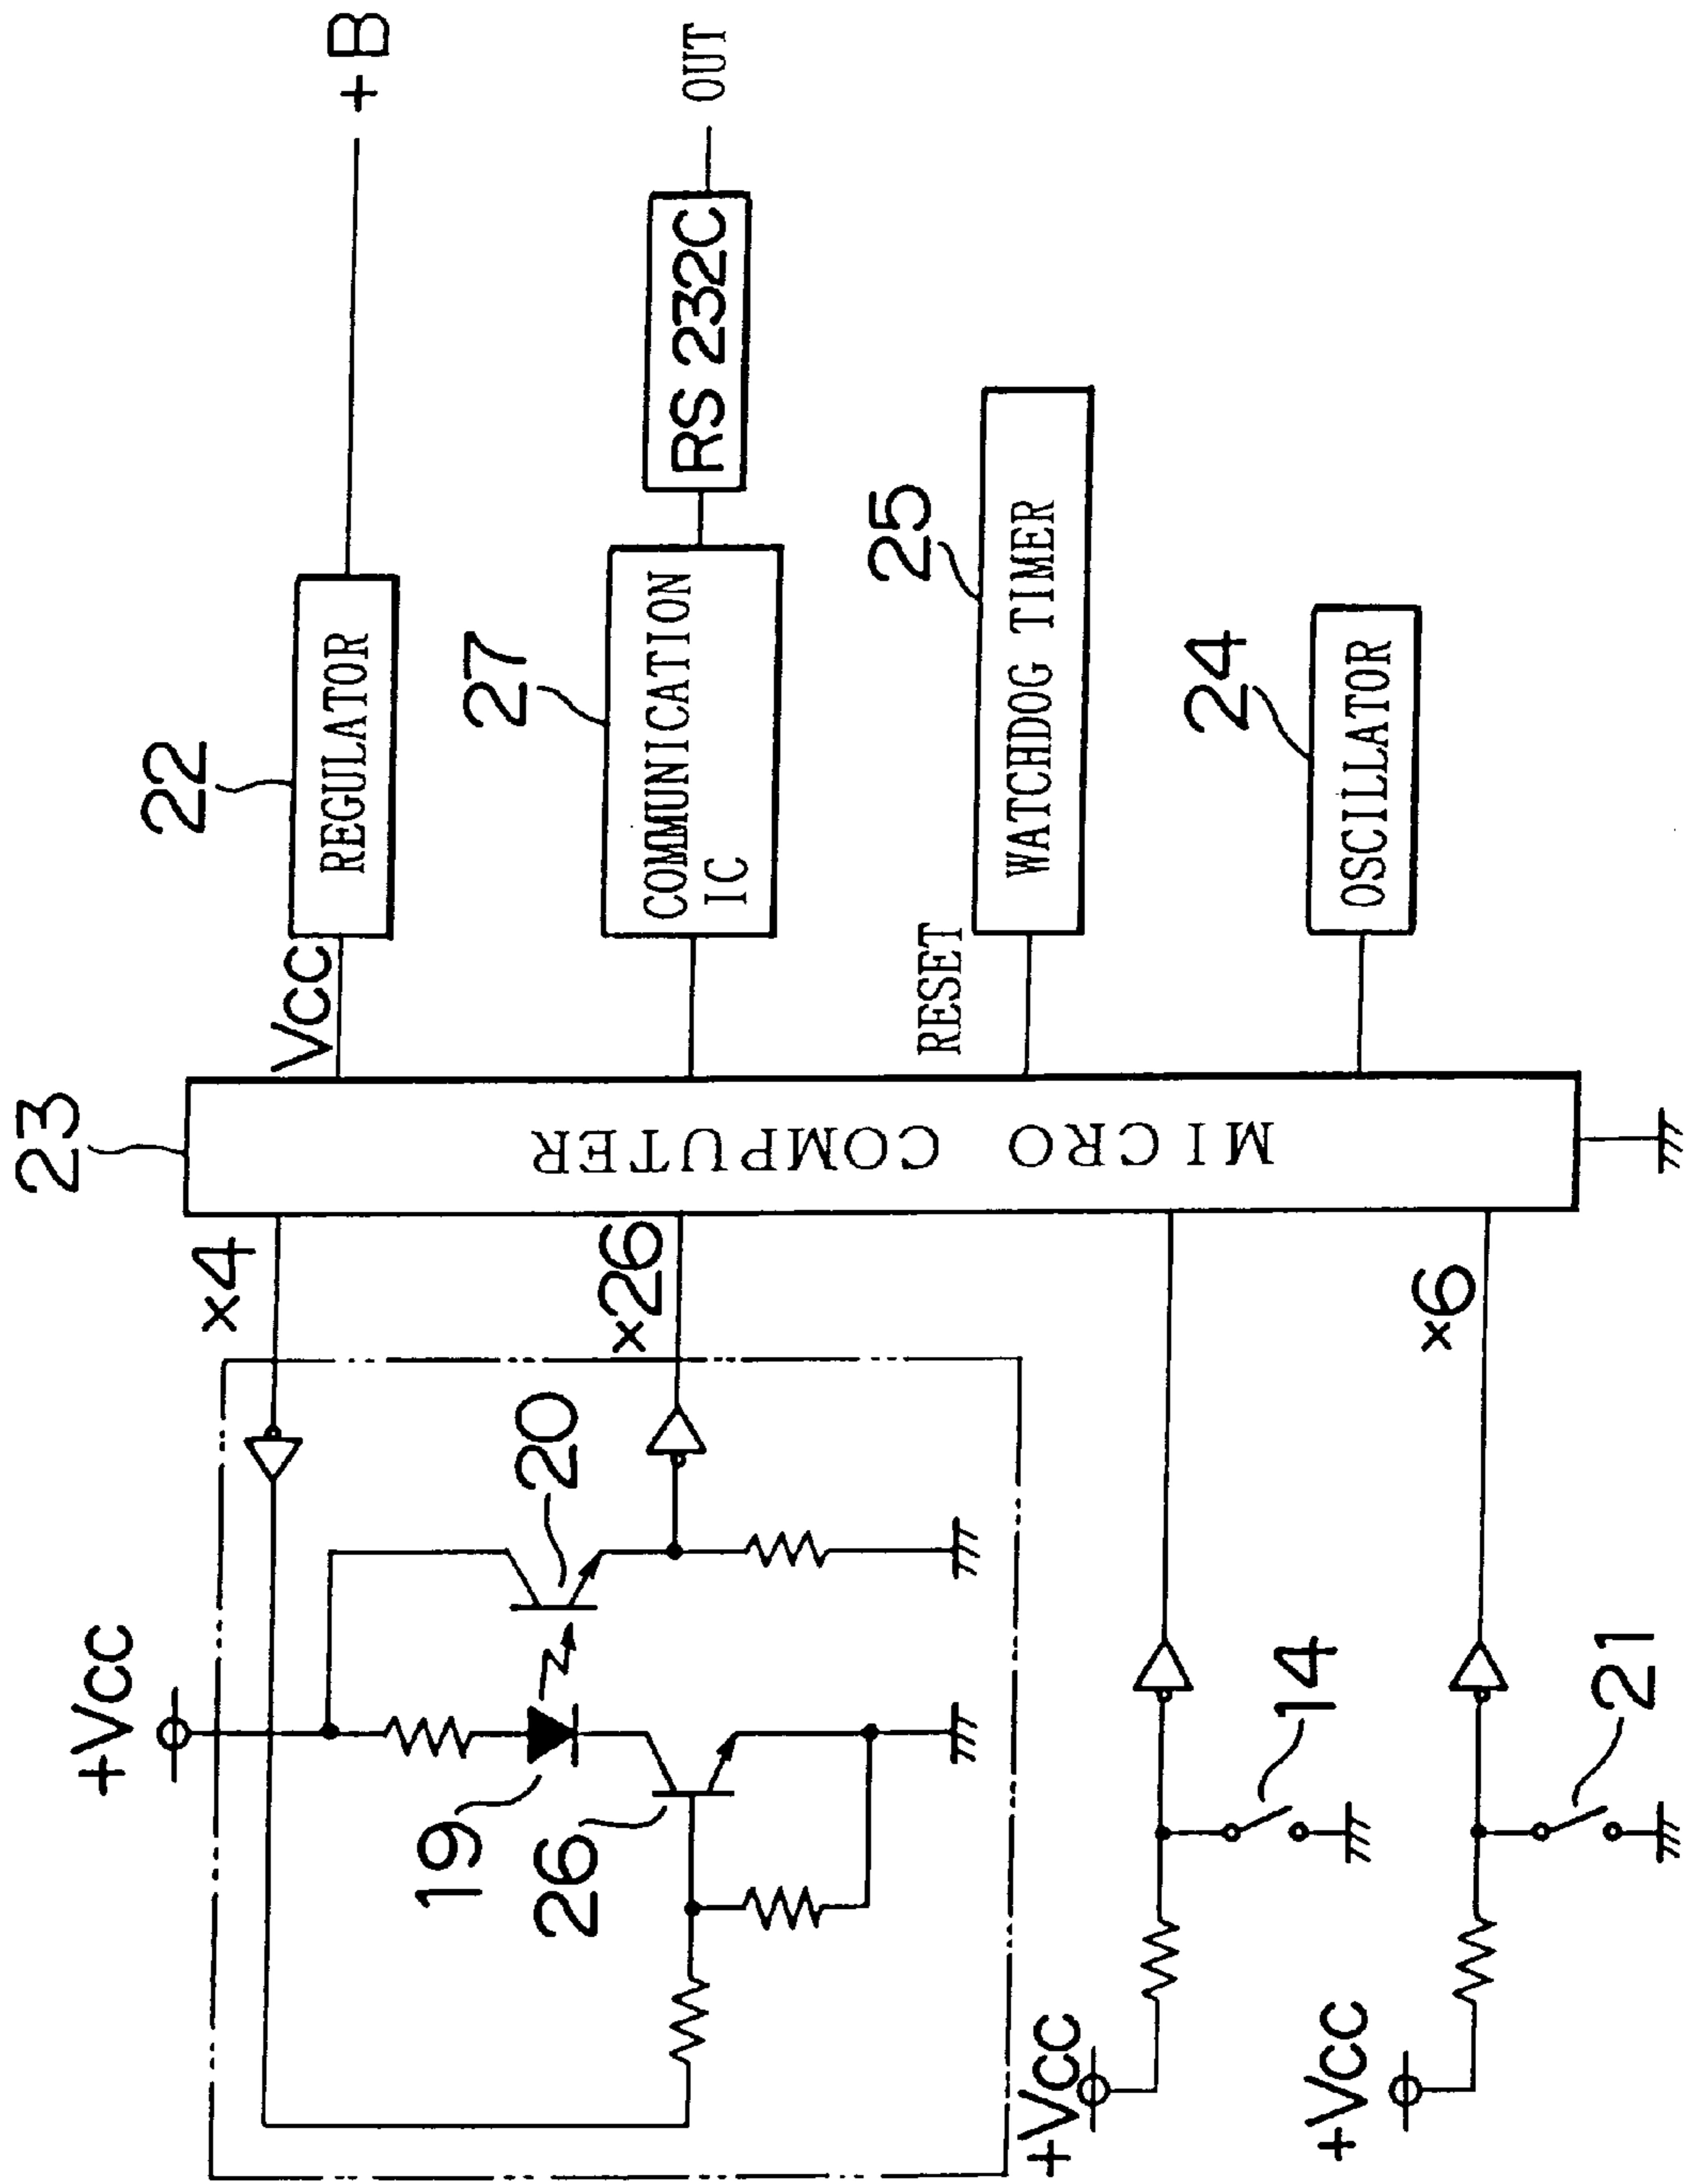 +Vcc
×4
23
Vcc
22
REGULATOR
+B
19
26
20
×26
27
COMMUNICATION
IC
RS 232C
OUT
MICRO COMPUTER
+Vcc
14
RESET
25
WATCHDOG TIMER
+Vcc
21
×6
24
OSCILLATOR